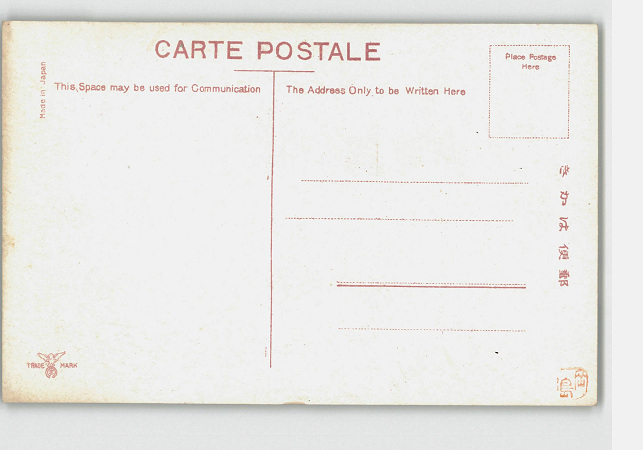 CARTE POSTALE
Made in Japan
This Space may be used for Communication
The Address Only to be Written Here
Place Postage
Here
きかは便郵
TRADE MARK